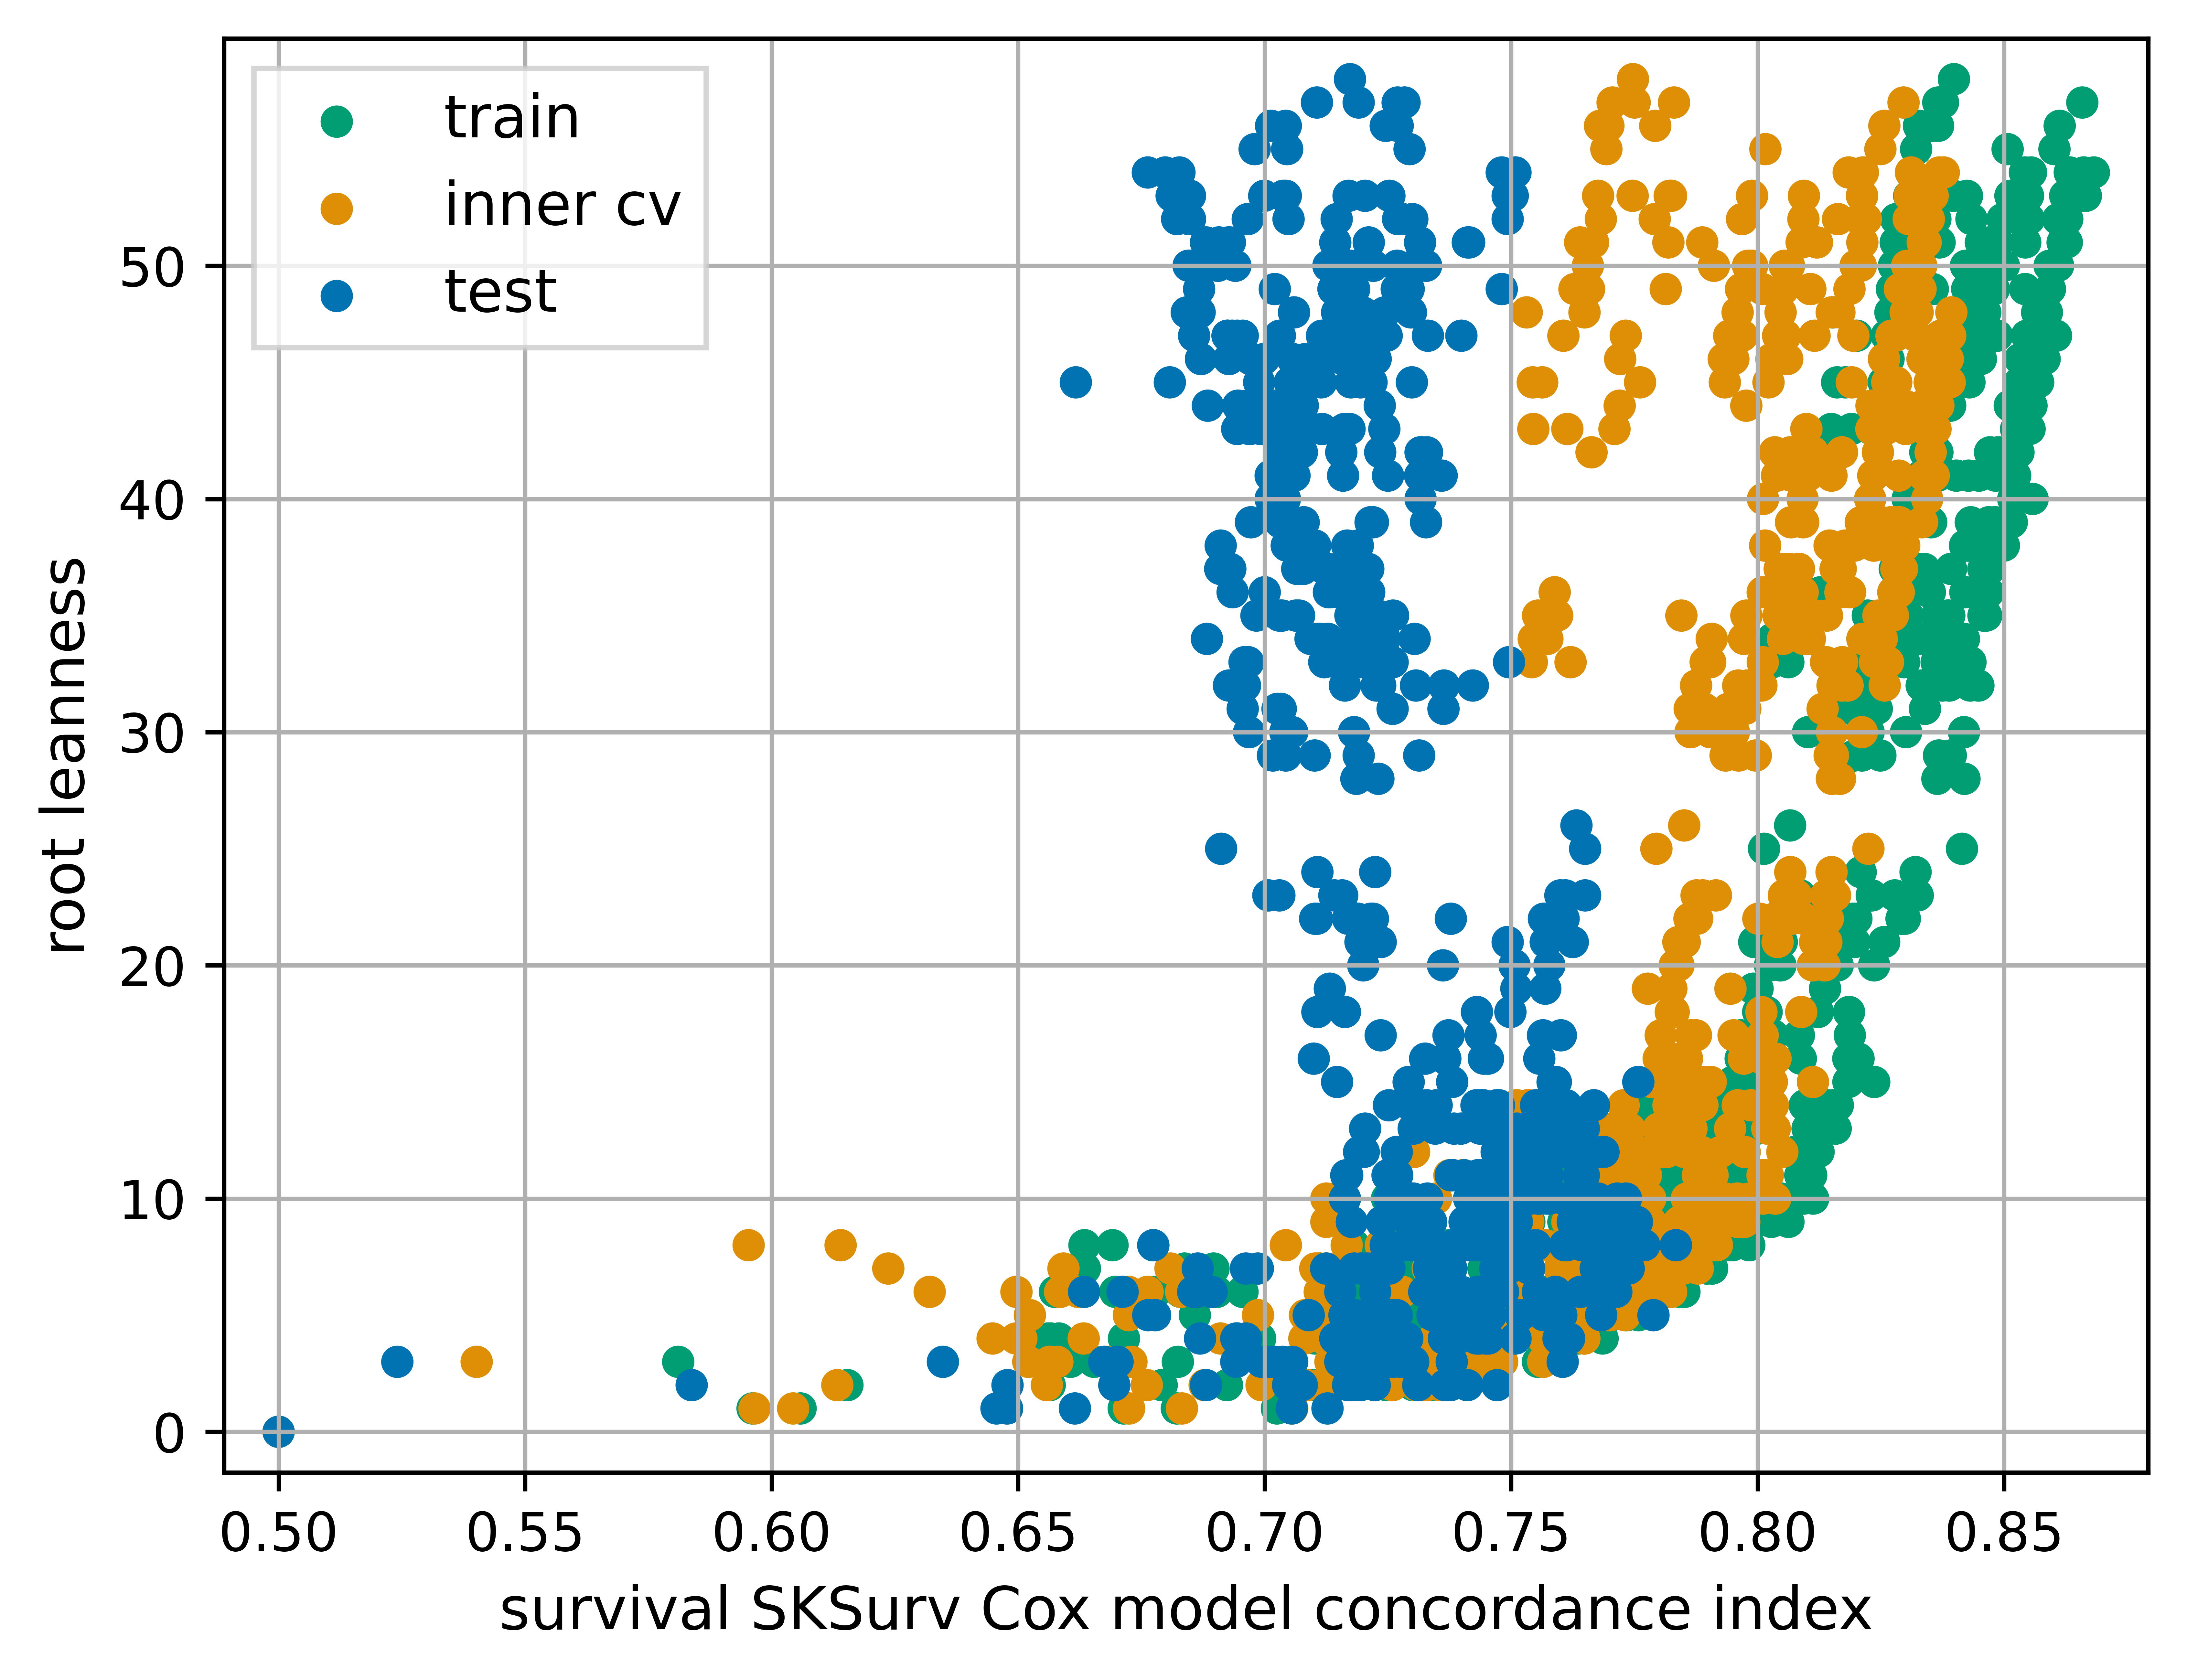 train
inner cv
test
50
40
30
20
10
0
root leanness
0.50 0.55 0.60 0.65 0.70 0.75 0.80 0.85
survival SKSurv Cox model concordance index